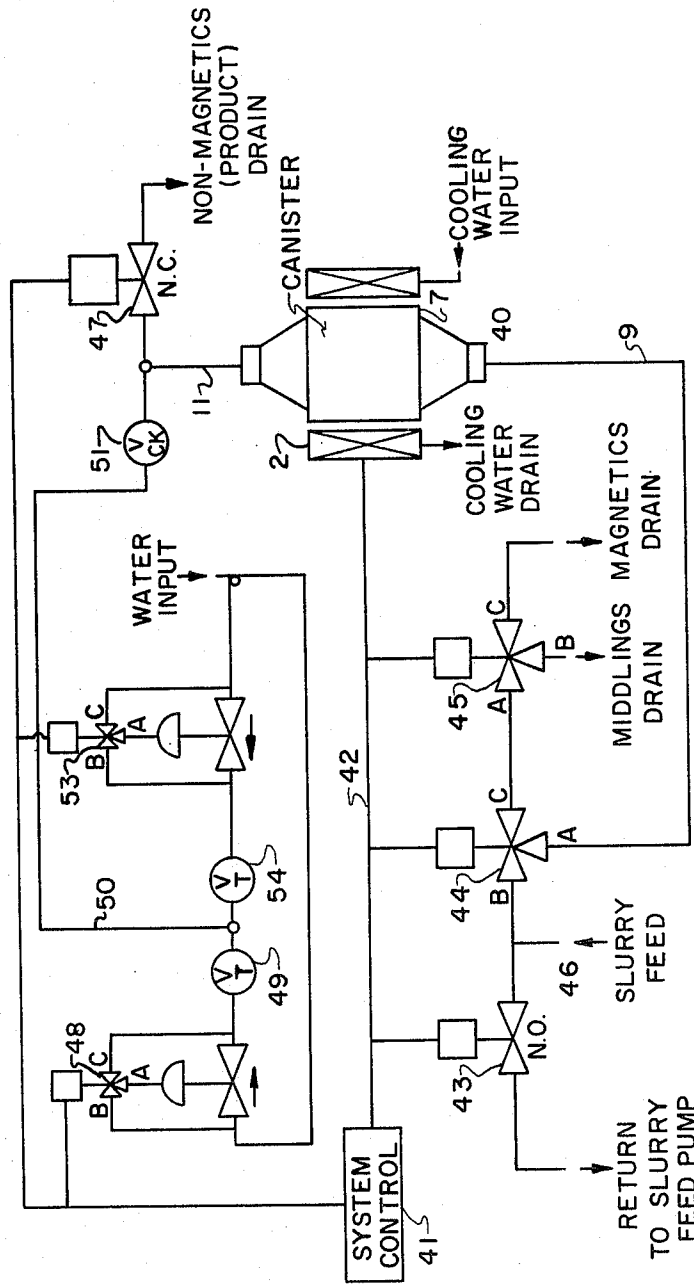 NON-MAGNETICS
(PRODUCT)
DRAIN
N.C.
47
CK
V
51
11
CANISTER
7
40
2
COOLING
WATER
INPUT
COOLING
WATER
DRAIN
9
WATER
INPUT
53
B
C
A
V
T
54
50
V
T
49
48
B
C
A
42
45
A
B
C
MIDDLINGS
DRAIN
MAGNETICS
DRAIN
44
B
C
A
46
SLURRY
FEED
43
N.O.
SYSTEM
CONTROL
41
RETURN
TO SLURRY
FEED PUMP